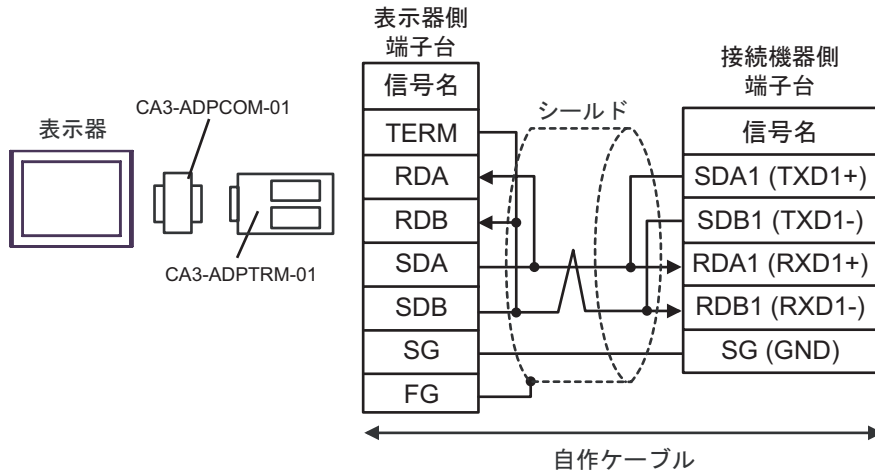 表示器側
端子台
接続機器側
端子台
表示器
CA3-ADPCOM-01
CA3-ADPTRM-01
シールド
信号名
TERM
RDA
RDB
SDA
SDB
SG
FG
信号名
SDA1 (TXD1+)
SDB1 (TXD1-)
RDA1 (RXD1+)
RDB1 (RXD1-)
SG (GND)
自作ケーブル